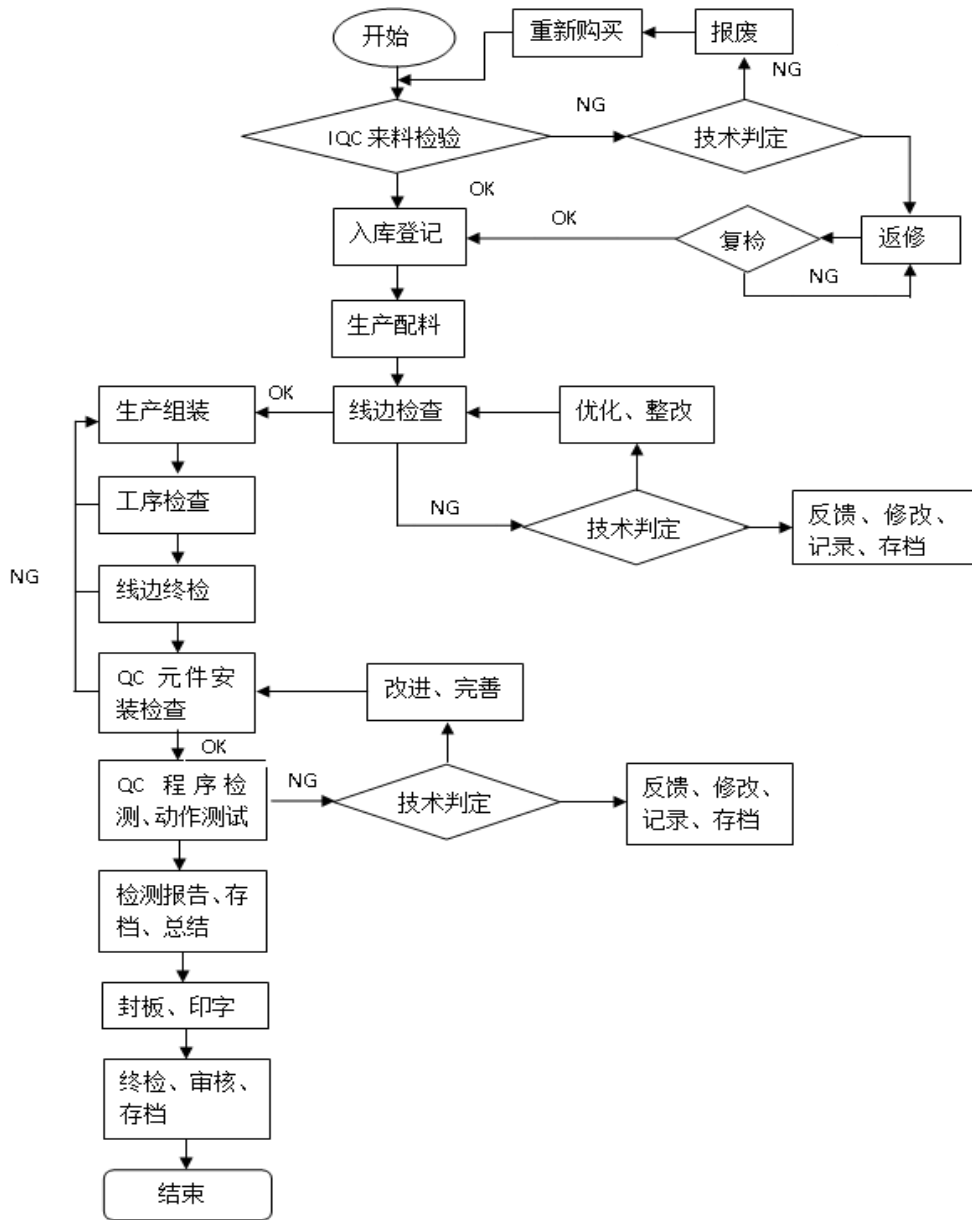 开始
重新购买
报废
NG
NG
IQC 来料检验
技术判定
OK
入库登记
OK
复检
返修
NG
生产配料
生产组装
OK
线边检查
优化、整改
工序检查
NG
技术判定
反馈、修改、
记录、存档
NG
线边终检
QC 元件安
装检查
改进、完善
OK
QC 程序检
测、动作测试
NG
技术判定
反馈、修改、
记录、存档
检测报告、存
档、总结
封板、印字
终检、审核、
存档
结束